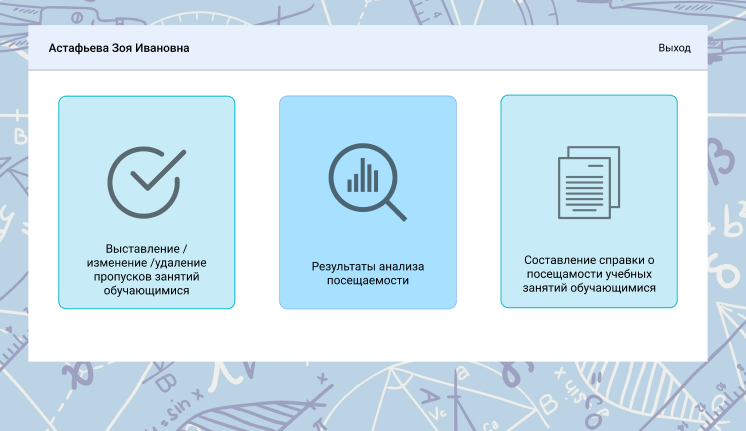 Астафьева Зоя Ивановна
Выход
Выставление /
изменение /удаление
пропусков занятий
обучающимися
Результаты анализа
посещаемости
Составление справки о
посещамости учебных
занятий обучающимися